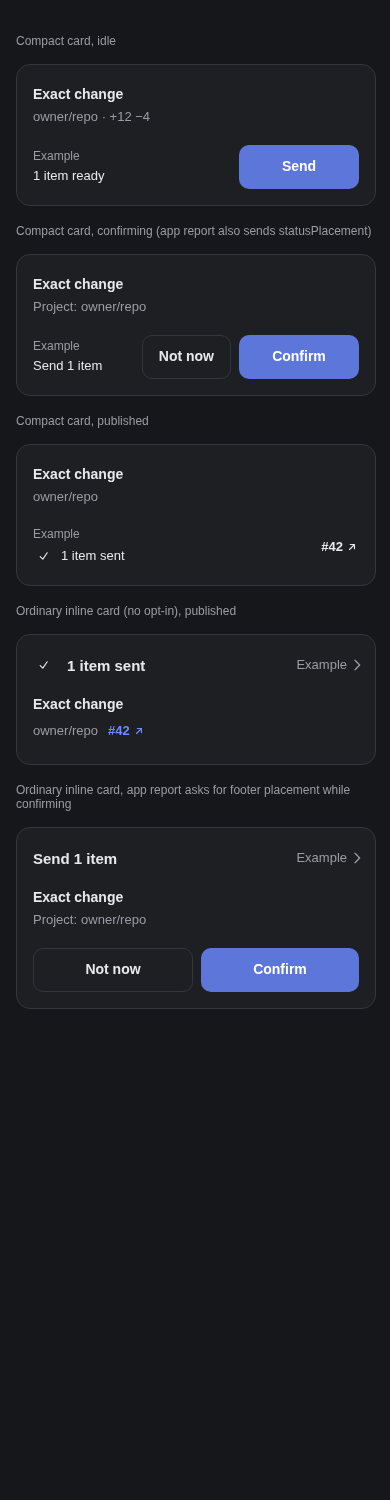 Compact card, idle
Exact change
owner/repo · +12 −4
Example
1 item ready
Send
Compact card, confirming (app report also sends statusPlacement)
Exact change
Project: owner/repo
Example
Send 1 item
Not now
Confirm
Compact card, published
Exact change
owner/repo
Example
✓ 1 item sent
#42 ↗
Ordinary inline card (no opt-in), published
✓ 1 item sent
Example >
Exact change
owner/repo #42 ↗
Ordinary inline card, app report asks for footer placement while
confirming
Send 1 item
Example >
Exact change
Project: owner/repo
Not now
Confirm